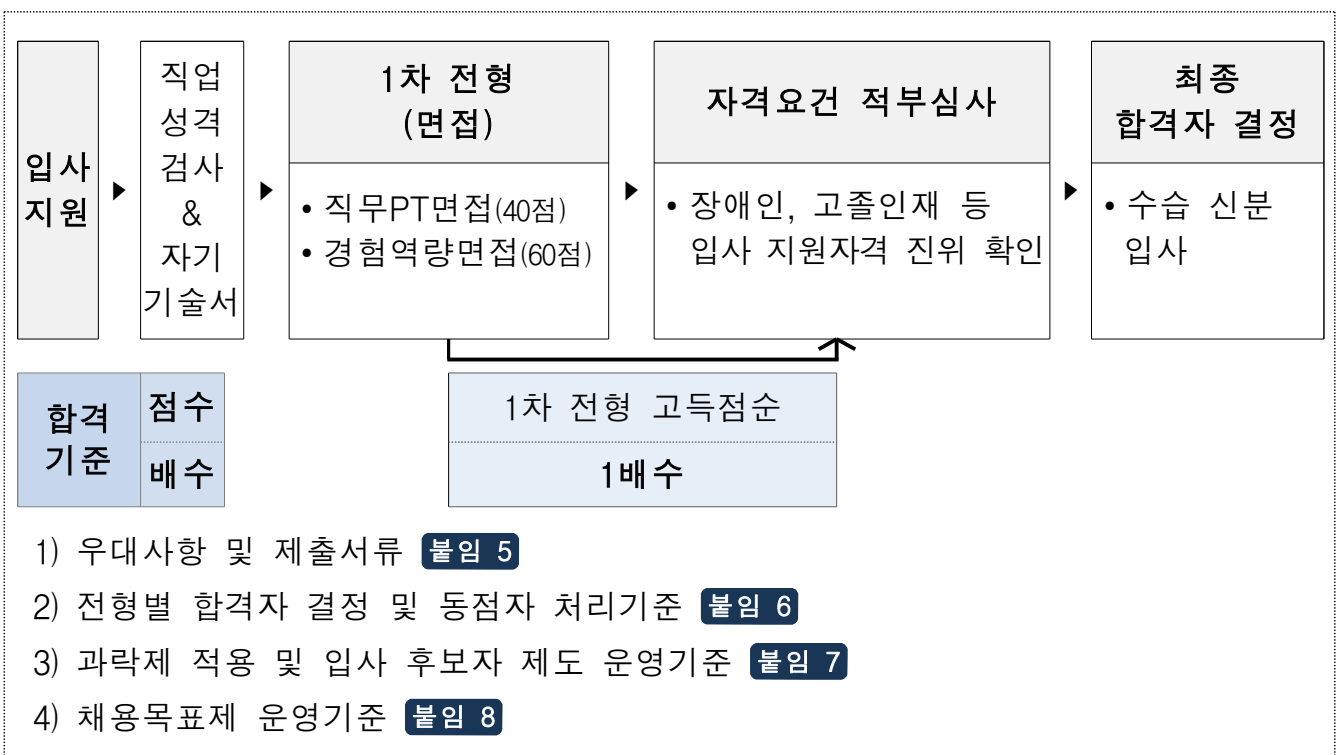 입사
지원
▶
직업
성격
검사
&
자기
기술서
▶
1차 전형
(면접)
• 직무PT면접(40점)
• 경험역량면접(60점)
▶
자격요건 적부심사
• 장애인, 고졸인재 등
입사 지원자격 진위 확인
▶
최종
합격자 결정
• 수습 신분
입사
합격
기준
점수
배수
1차 전형 고득점순
1배수
1) 우대사항 및 제출서류 붙임 5
2) 전형별 합격자 결정 및 동점자 처리기준 붙임 6
3) 과락제 적용 및 입사 후보자 제도 운영기준 붙임 7
4) 채용목표제 운영기준 붙임 8